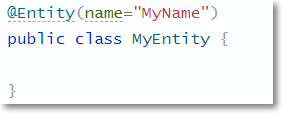 @Entity(name="MyName")
public class MyEntity {
}